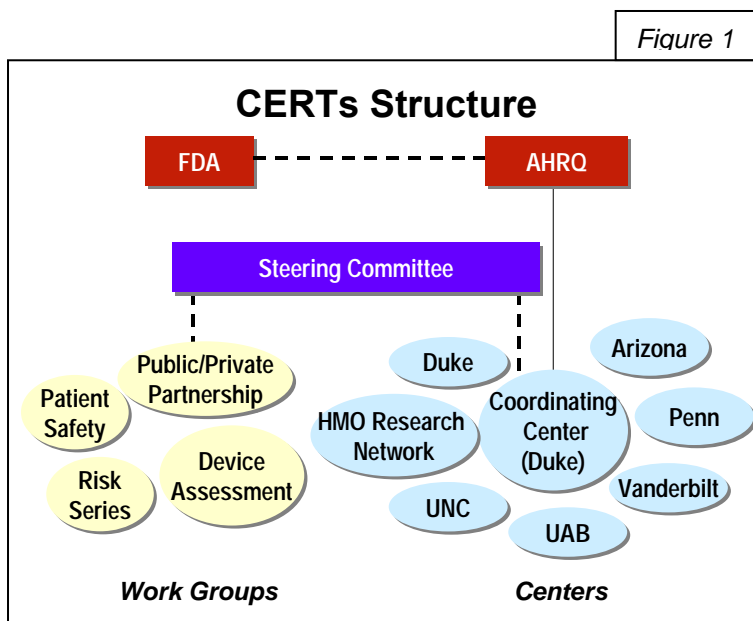 Figure 1
CERTs Structure
FDA
AHRQ
Steering Committee
Public/Private
Partnership
Patient
Safety
Device
Assessment
Risk
Series
Duke
Arizona
HMO Research
Network
Coordinating
Center
(Duke)
Penn
Vanderbilt
UNC
UAB
Work Groups
Centers